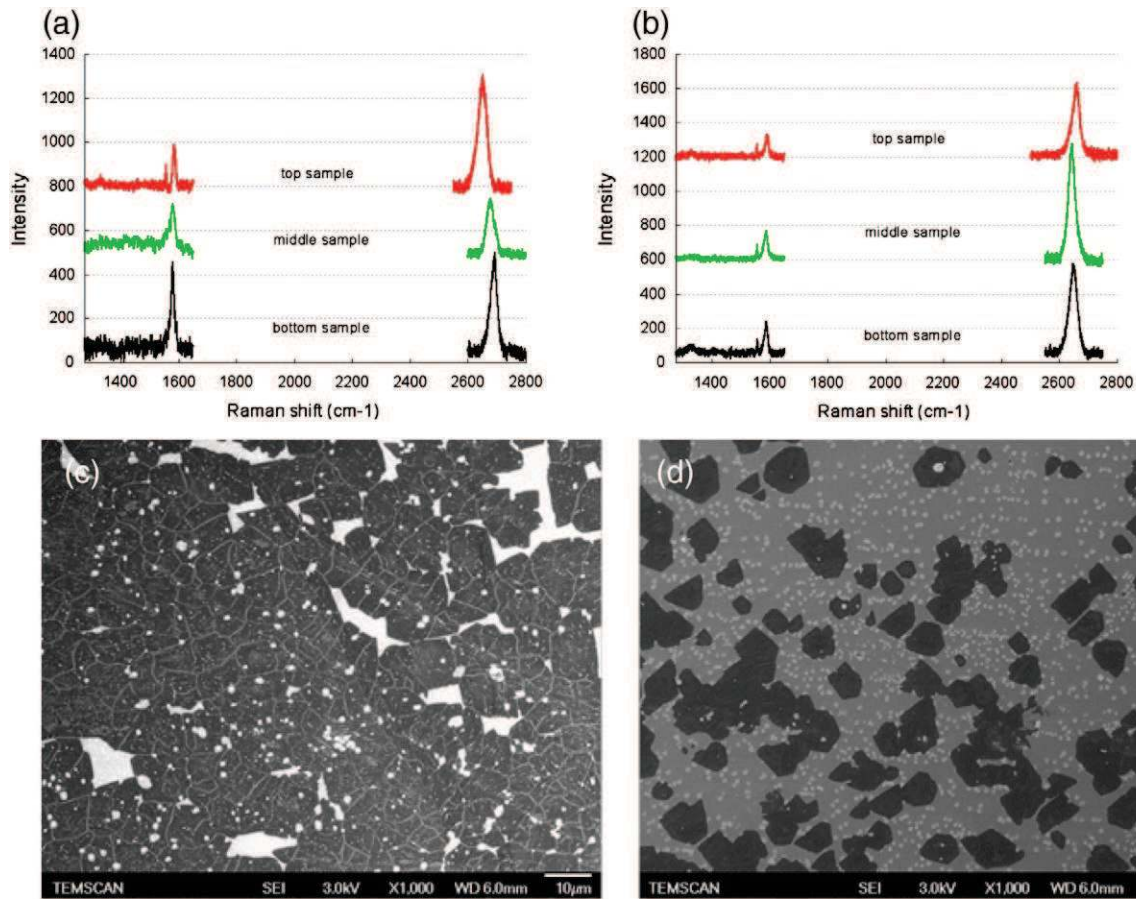 (a)
1400
1200
1000
800
600
400
200
0
Intensity
top sample
middle sample
bottom sample
1400 1600 1800 2000 2200 2400 2600 2800
Raman shift (cm-1)
(b)
1800
1600
1400
1200
1000
800
600
400
200
0
Intensity
top sample
middle sample
bottom sample
1400 1600 1800 2000 2200 2400 2600 2800
Raman shift (cm-1)
(c)
TEMSCAN SEI 3.0kV X1,000 WD 6.0mm 10μm
(d)
TEMSCAN SEI 3.0kV X1,000 WD 6.0mm